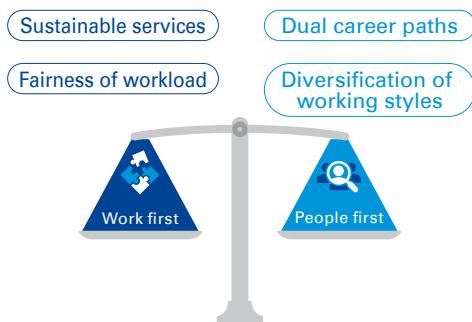 Sustainable services
Dual career paths
Fairness of workload
Diversification of
working styles
Work first
People first